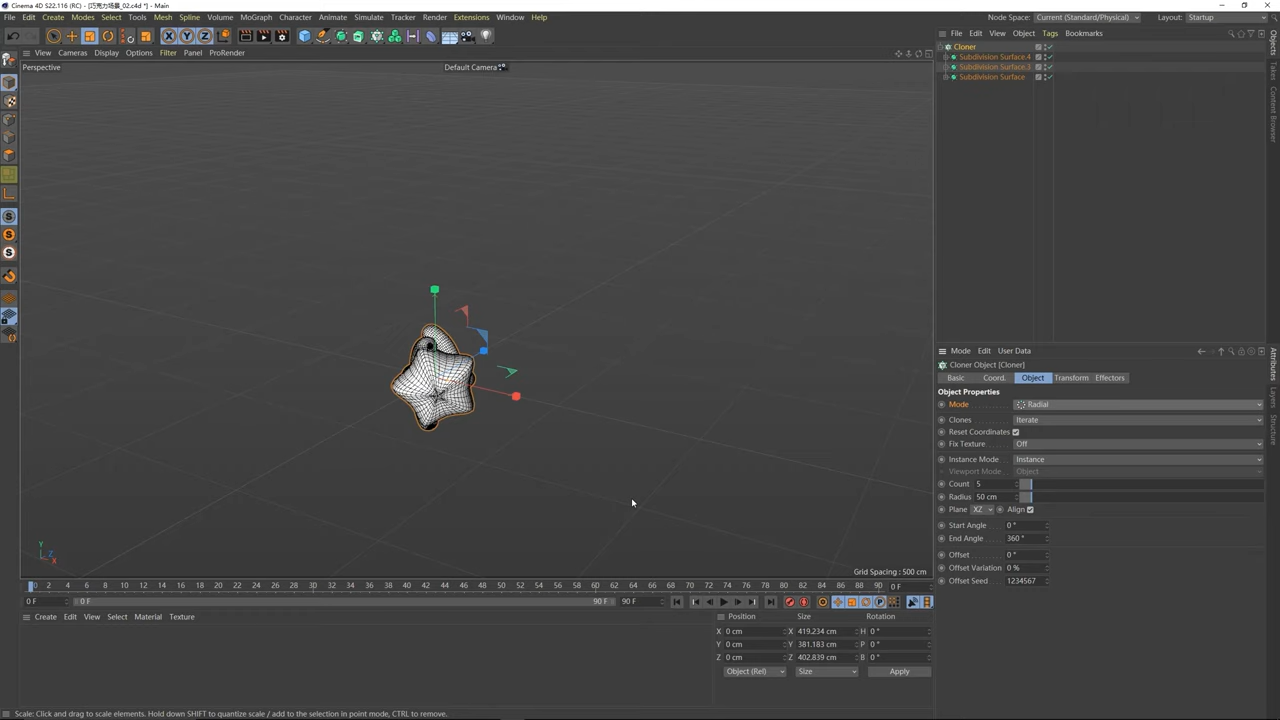 Cinema 4D S22.116 (RC) - [巧克力场景_02.c4d *] - Main
File Edit Create Modes Select Tools Mesh Spline Volume MoGraph Character Animate Simulate Tracker Render Extensions Window Help
Node Space: Current (Standard/Physical) Layout: Startup
View Cameras Display Options Filter Panel ProRender
File Edit View Object Tags Bookmarks
Perspective
Default Camera
Cloner
Subdivision Surface.4
Subdivision Surface.3
Subdivision Surface
Objects
Takes
Content Browser
Mode Edit User Data
Cloner Object [Cloner]
Basic Coord. Object Transform Effectors
Object Properties
Mode Radial
Clones Iterate
Reset Coordinates
Fix Texture Off
Instance Mode Instance
Viewport Mode Object
Count 5
Radius 50 cm
Plane XZ Align
Start Angle 0 °
End Angle 360 °
Offset 0 °
Offset Variation 0 %
Offset Seed 1234567
Attributes
Layers
Structure
Y
Z
X
Grid Spacing : 500 cm
0 2 4 6 8 10 12 14 16 18 20 22 24 26 28 30 32 34 36 38 40 42 44 46 48 50 52 54 56 58 60 62 64 66 68 70 72 74 76 78 80 82 84 86 88 90 0 F
0 F 0 F 90 F 90 F
Create Edit View Select Material Texture
Position Size Rotation
X 0 cm X 419.234 cm H 0 °
Y 0 cm Y 381.183 cm P 0 °
Z 0 cm Z 402.839 cm B 0 °
Object (Rel) Size Apply
Scale: Click and drag to scale elements. Hold down SHIFT to quantize scale / add to the selection in point mode, CTRL to remove.